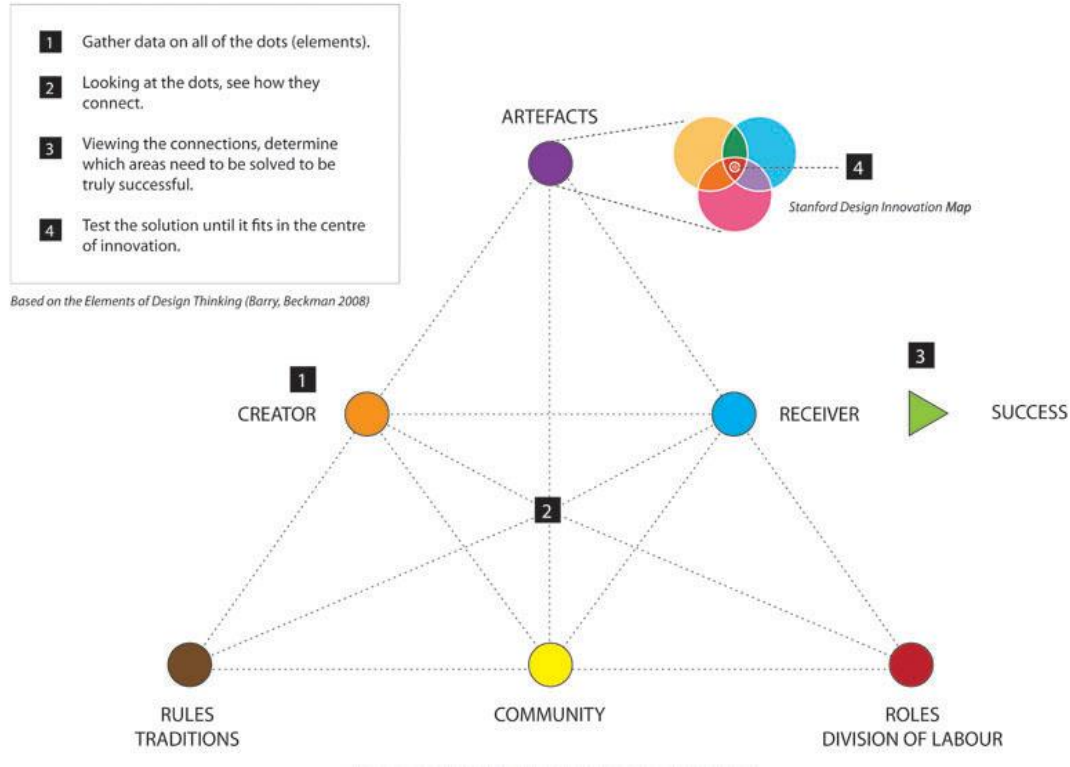 1 Gather data on all of the dots (elements).
2 Looking at the dots, see how they
connect.
3 Viewing the connections, determine
which areas need to be solved to be
truly successful.
4 Test the solution until it fits in the centre
of innovation.
Based on the Elements of Design Thinking (Barry, Beckman 2008)
ARTEFACTS
4
Stanford Design Innovation Map
1
CREATOR
RECEIVER
3
SUCCESS
2
RULES
TRADITIONS
COMMUNITY
ROLES
DIVISION OF LABOUR